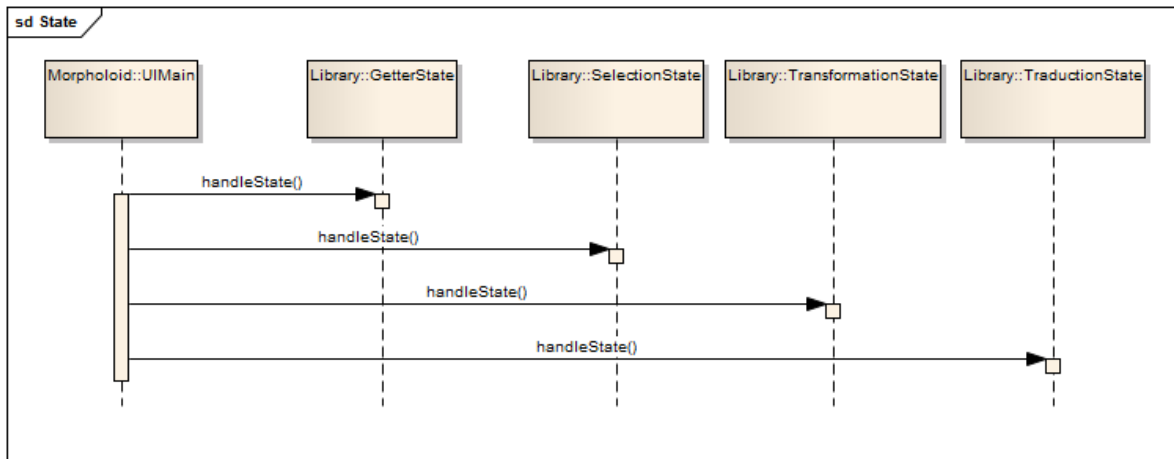 sd State
Morpholoid::UIMain
Library::GetterState
Library::SelectionState
Library::TransformationState
Library::TraductionState
handleState()
handleState()
handleState()
handleState()